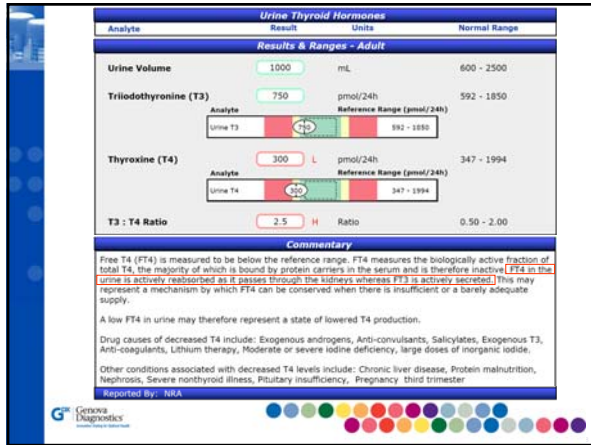 Urine Thyroid Hormones
Analyte Result Units Normal Range
Results & Ranges - Adult
Urine Volume 1000 mL 600 - 2500
Triiodothyronine (T3) 750 pmol/24h 592 - 1850
Analyte Reference Range (pmol/24h)
Urine T3 750 592 - 1850
Thyroxine (T4) 300 L pmol/24h 347 - 1994
Analyte Reference Range (pmol/24h)
Urine T4 300 347 - 1994
T3 : T4 Ratio 2.5 H Ratio 0.50 - 2.00
Commentary
Free T4 (FT4) is measured to be below the reference range. FT4 measures the biologically active fraction of
total T4, the majority of which is bound by protein carriers in the serum and is therefore inactive. FT4 in the
urine is actively reabsorbed as it passes through the kidneys whereas FT3 is actively secreted. This may
represent a mechanism by which FT4 can be conserved when there is insufficient or a barely adequate
supply.
A low FT4 in urine may therefore represent a state of lowered T4 production.
Drug causes of decreased T4 include: Exogenous androgens, Anti-convulsants, Salicylates, Exogenous T3,
Anti-coagulants, Lithium therapy, Moderate or severe iodine deficiency, large doses of inorganic iodide.
Other conditions associated with decreased T4 levels include: Chronic liver disease, Protein malnutrition,
Nephrosis, Severe nonthyroid illness, Pituitary insufficiency, Pregnancy third trimester
Reported By: NRA
Genova
Diagnostics